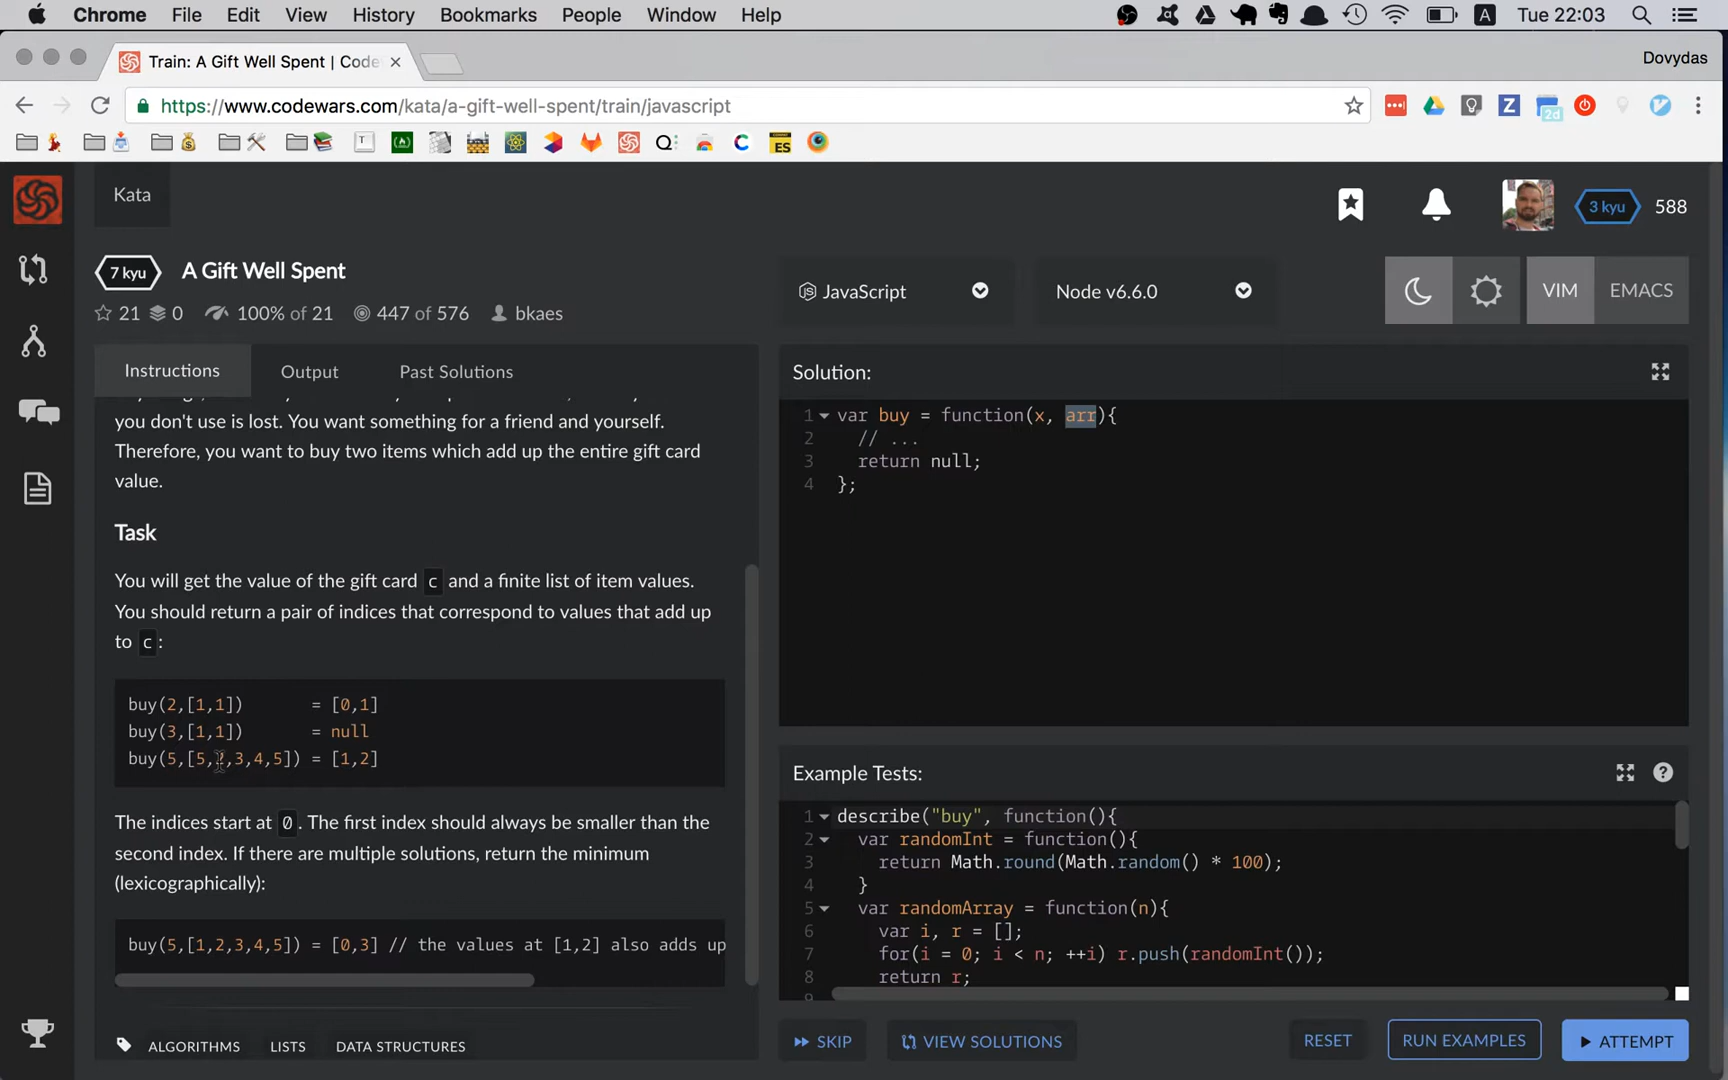 Chrome File Edit View History Bookmarks People Window Help
A Tue 22:03
Train: A Gift Well Spent | Code
Dovydas
https://www.codewars.com/kata/a-gift-well-spent/train/javascript
Z
2d
T
Q:
C
ES
Kata
3 kyu 588
7 kyu A Gift Well Spent
JavaScript
Node v6.6.0
VIM EMACS
21 0 100% of 21 447 of 576 bkaes
Instructions Output Past Solutions
you don't use is lost. You want something for a friend and yourself.
Therefore, you want to buy two items which add up the entire gift card
value.
Task
You will get the value of the gift card c and a finite list of item values.
You should return a pair of indices that correspond to values that add up
to c:
buy(2,[1,1]) = [0,1]
buy(3,[1,1]) = null
= [1,2]
The indices start at 0. The first index should always be smaller than the
second index. If there are multiple solutions, return the minimum
(lexicographically):
buy(5,[1,2,3,4,5]) = [0,3] // the values at [1,2] also adds up
ALGORITHMS LISTS DATA STRUCTURES
Solution:
1 var buy = function(x, arr){
2 // ...
3 return null;
4 };
Example Tests:
?
1 describe("buy", function(){
2 var randomInt = function(){
3 return Math.round(Math.random() * 100);
4 }
5 var randomArray = function(n){
6 var i, r = [];
7 for(i = 0; i < n; ++i) r.push(randomInt());
8 return r;
SKIP VIEW SOLUTIONS RESET RUN EXAMPLES ATTEMPT